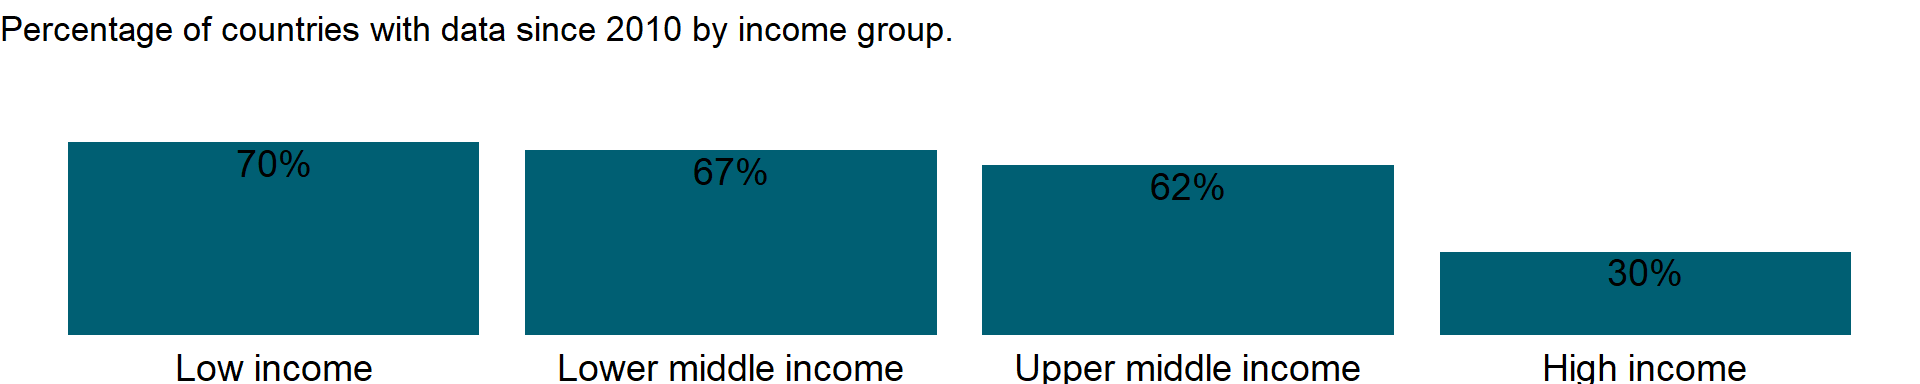 Percentage of countries with data since 2010 by income group.
70%
67%
62%
30%
Low income
Lower middle income
Upper middle income
High income